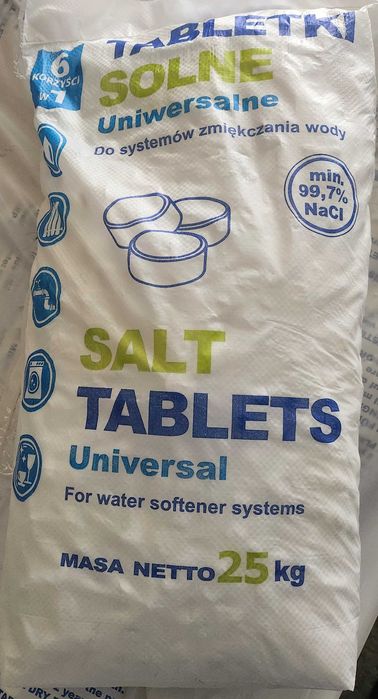 6
KORZYŚCI
W 1
TABLETKI
SOLNE
Uniwersalne
Do systemów zmiękczania wody
min.
99,7%
NaCl
SALT
TABLETS
Universal
For water softener systems
MASA NETTO 25 kg